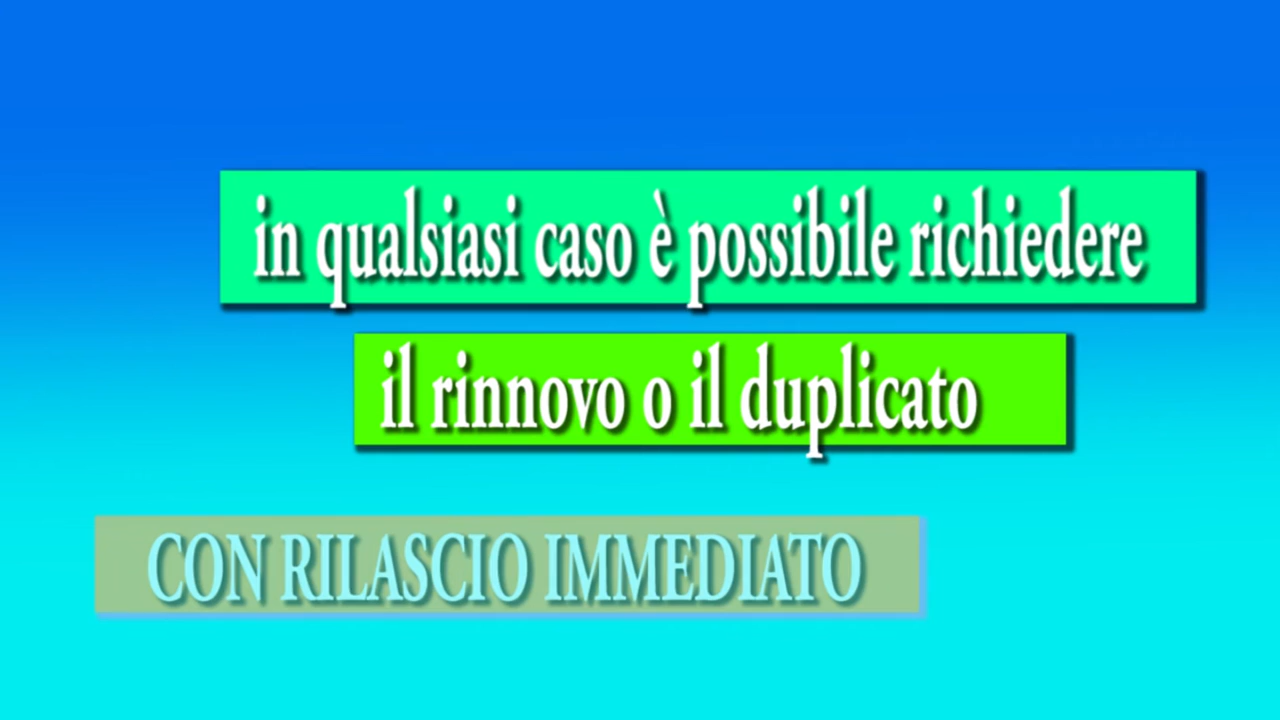 in qualsiasi caso è possibile richiedere
il rinnovo o il duplicato
CON RILASCIO IMMEDIATO